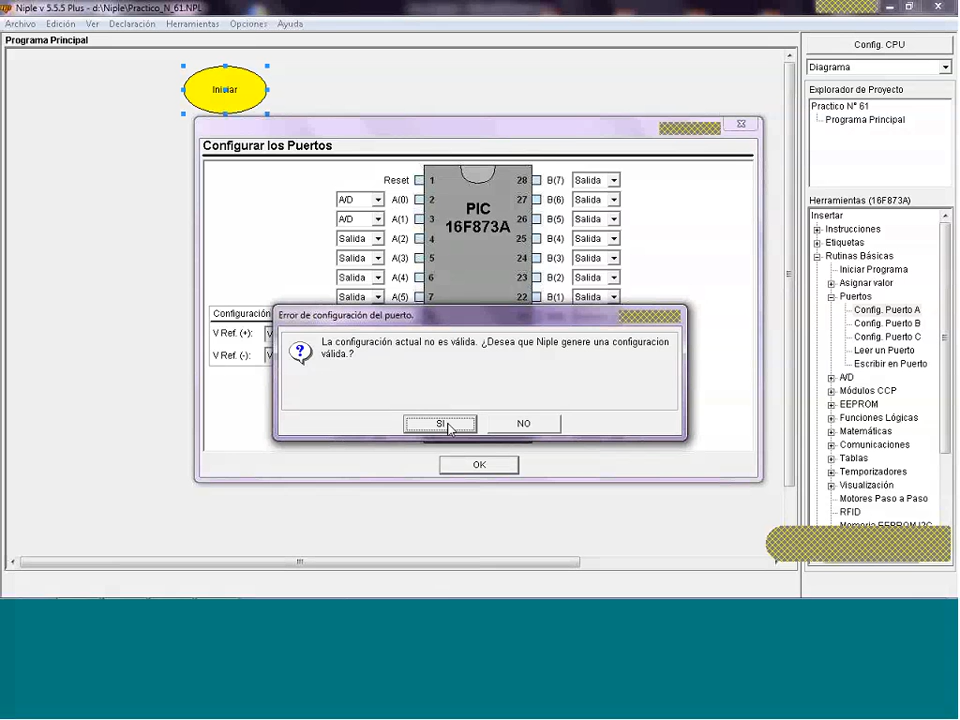 Niple v 5.5.5 Plus - d:\Niple\Practico_N_61.NPL
Archivo Edición Ver Declaración Herramientas Opciones Ayuda
Programa Principal
Iniciar
Configurar los Puertos
PIC
16F873A
Reset 1 28 B(7) Salida
A/D A(0) 2 27 B(6) Salida
A/D A(1) 3 26 B(5) Salida
Salida A(2) 4 25 B(4) Salida
Salida A(3) 5 24 B(3) Salida
Salida A(4) 6 23 B(2) Salida
Salida A(5) 7 22 B(1) Salida
Configuración
V Ref. (+): V
V Ref. (-): V
Error de configuración del puerto.
La configuración actual no es válida. ¿Desea que Niple genere una configuracion
válida.?
SI NO
OK
Config. CPU
Diagrama
Explorador de Proyecto
Practico N° 61
Programa Principal
Herramientas (16F873A)
Insertar
Instrucciones
Etiquetas
Rutinas Básicas
Iniciar Programa
Asignar valor
Puertos
Config. Puerto A
Config. Puerto B
Config. Puerto C
Leer un Puerto
Escribir en Puerto
A/D
Módulos CCP
EEPROM
Funciones Lógicas
Matemáticas
Comunicaciones
Tablas
Temporizadores
Visualización
Motores Paso a Paso
RFID
Memoria EEPROM I2C